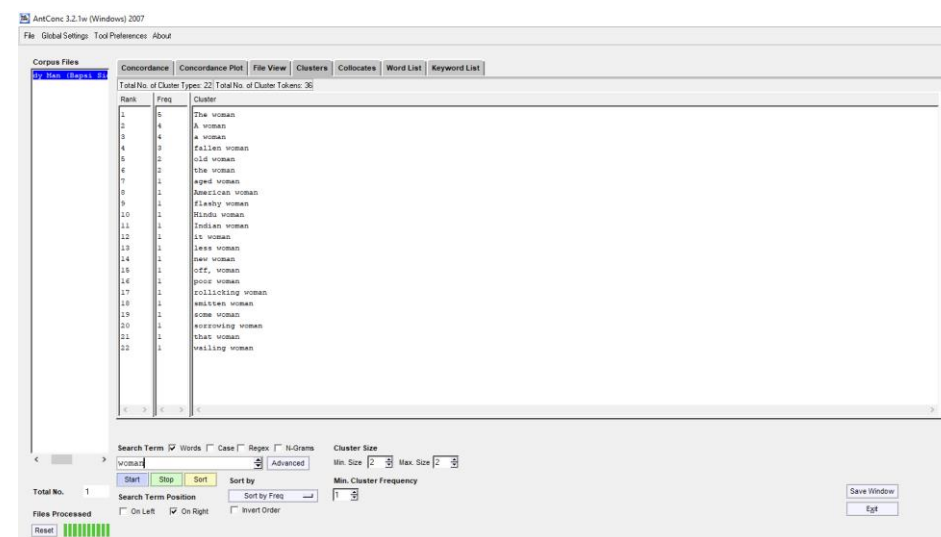 AntConc 3.2.1w (Windows) 2007
File Global Settings Tool Preferences About
Corpus Files
dy Man (Bapsi Si
Concordance Concordance Plot File View Clusters Collocates Word List Keyword List
Total No. of Cluster Types: 22 Total No. of Cluster Tokens: 36
Rank Freq Cluster
1 5 The woman
2 4 A woman
3 4 a woman
4 3 fallen woman
5 2 old woman
6 2 the woman
7 1 aged woman
8 1 American woman
9 1 flashy woman
10 1 Hindu woman
11 1 Indian woman
12 1 it woman
13 1 less woman
14 1 new woman
15 1 off, woman
16 1 poor woman
17 1 rollicking woman
18 1 smitten woman
19 1 some woman
20 1 sorrowing woman
21 1 that woman
22 1 wailing woman
Search Term Words Case Regex N-Grams Cluster Size
woman Advanced Min. Size 2 Max. Size 2
Start Stop Sort Sort by Min. Cluster Frequency
Total No. 1 Search Term Position Sort by Freq 1 Save Window
Files Processed On Left On Right Invert Order Exit
Reset